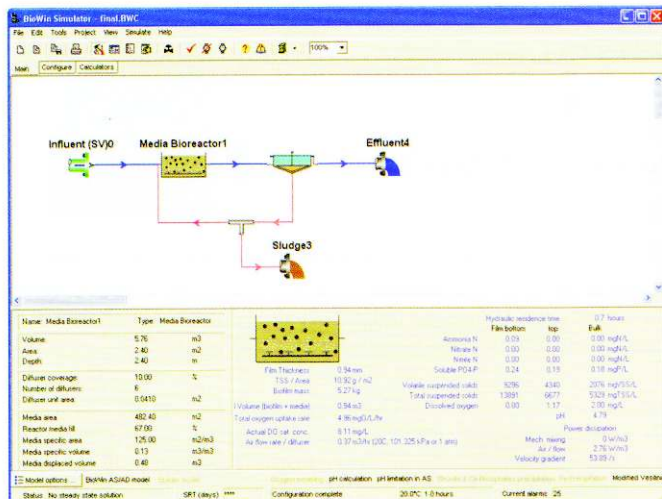 BioWin Simulator - final.BWC
File Edit Tools Project View Simulate Help
100%
Main Configure Calculators
Influent (SV)0
Media Bioreactor1
Effluent4
Sludge3
Name: Media Bioreactor1 Type: Media Bioreactor
Volume 5.76 m3
Area 2.40 m2
Depth 2.40 m
Diffuser coverage 10.00 %
Number of diffusers 6
Diffuser unit area 0.0410 m2
Media area 482.40 m2
Reactor media fill 67.00 %
Media specific area 125.00 m2/m3
Media specific volume 0.13 m3/m3
Media displaced volume 0.48 m3
Film Thickness 0.94 mm
TSS / Area 10.92 g / m2
Biofilm mass 5.27 kg
Volume (biofilm + media) 0.94 m3
Total oxygen uptake rate 4.96 mgO/L/hr
Actual DO sat. conc. 8.11 mg/L
Air flow rate / diffuser 0.37 m3/hr (20C, 101.325 kPa or 1 atm)
Hydraulic residence time 0.7 hours
Film bottom top Bulk
Ammonia N 0.09 0.00 0.00 mgN/L
Nitrate N 0.00 0.00 0.00 mgN/L
Nitrite N 0.00 0.00 0.00 mgN/L
Soluble PO4-P 0.24 0.19 0.18 mgP/L
Volatile suspended solids 9296 4340 2076 mgVSS/L
Total suspended solids 13891 6677 5329 mgTSS/L
Dissolved oxygen 0.00 1.17 2.00 mg/L
pH 4.79
Power dissipation
Mech. mixing 0 W/m3
Air flow 2.76 W/m3
Velocity gradient 53.09 /s
Model options BioWin AS/AD model
pH calculation pH limitation in AS
Modified Vesilind
Status No steady state solution SRT (days) **** Configuration complete 20.0°C 1.0 hours Current alarms: 25